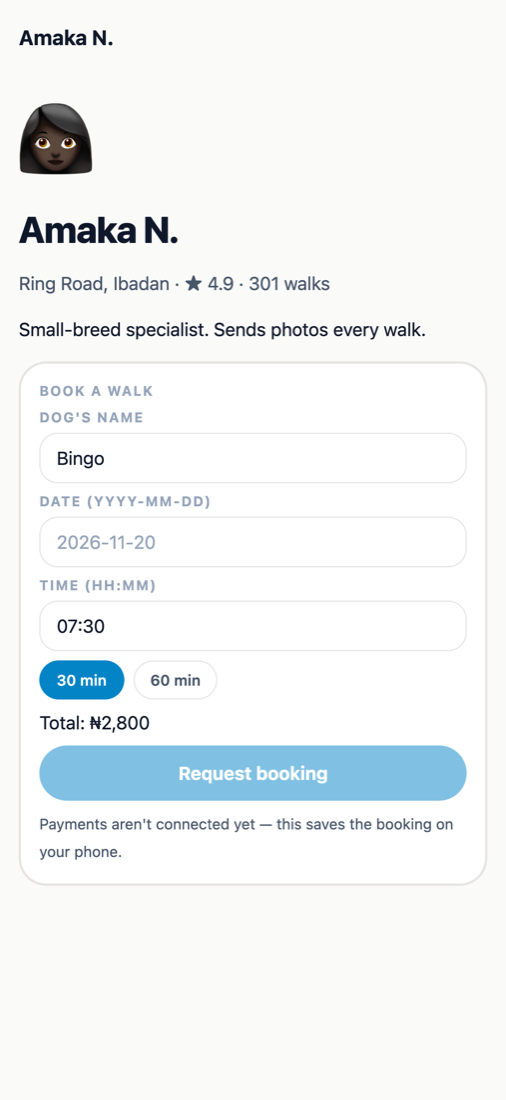 Amaka N.
Amaka N.
Ring Road, Ibadan · ★ 4.9 · 301 walks
Small-breed specialist. Sends photos every walk.
BOOK A WALK
DOG'S NAME
Bingo
DATE (YYYY-MM-DD)
2026-11-20
TIME (HH:MM)
07:30
30 min 60 min
Total: ₦2,800
Request booking
Payments aren't connected yet — this saves the booking on
your phone.